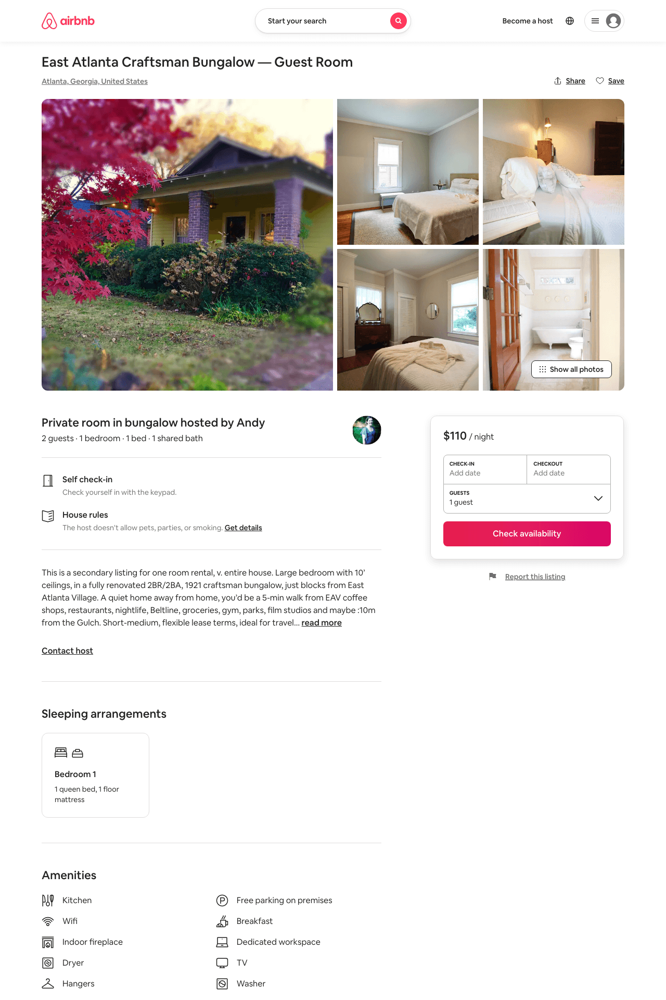 airbnb
Start your search
Become a host
East Atlanta Craftsman Bungalow — Guest Room
Atlanta, Georgia, United States
Share
Save
Show all photos
Private room in bungalow hosted by Andy
2 guests · 1 bedroom · 1 bed · 1 shared bath
Self check-in
Check yourself in with the keypad.
House rules
The host doesn’t allow pets, parties, or smoking. Get details
This is a secondary listing for one room rental, v. entire house. Large bedroom with 10’
ceilings, in a fully renovated 2BR/2BA, 1921 craftsman bungalow, just blocks from East
Atlanta Village. A quiet home away from home, you’d be a 5-min walk from EAV coffee
shops, restaurants, nightlife, Beltline, groceries, gym, parks, film studios and maybe :10m
from the Gulch. Short-medium, flexible lease terms, ideal for travel... read more
Contact host
$110 / night
CHECK-IN
Add date
CHECKOUT
Add date
GUESTS
1 guest
Check availability
Report this listing
Sleeping arrangements
Bedroom 1
1 queen bed, 1 floor
mattress
Amenities
Kitchen
Free parking on premises
Wifi
Breakfast
Indoor fireplace
Dedicated workspace
Dryer
TV
Hangers
Washer